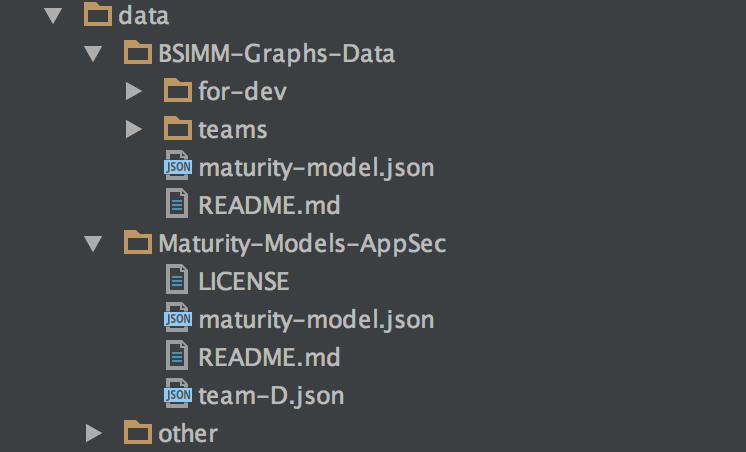 data
BSIMM-Graphs-Data
for-dev
teams
JSON maturity-model.json
README.md
Maturity-Models-AppSec
LICENSE
JSON maturity-model.json
README.md
JSON team-D.json
other